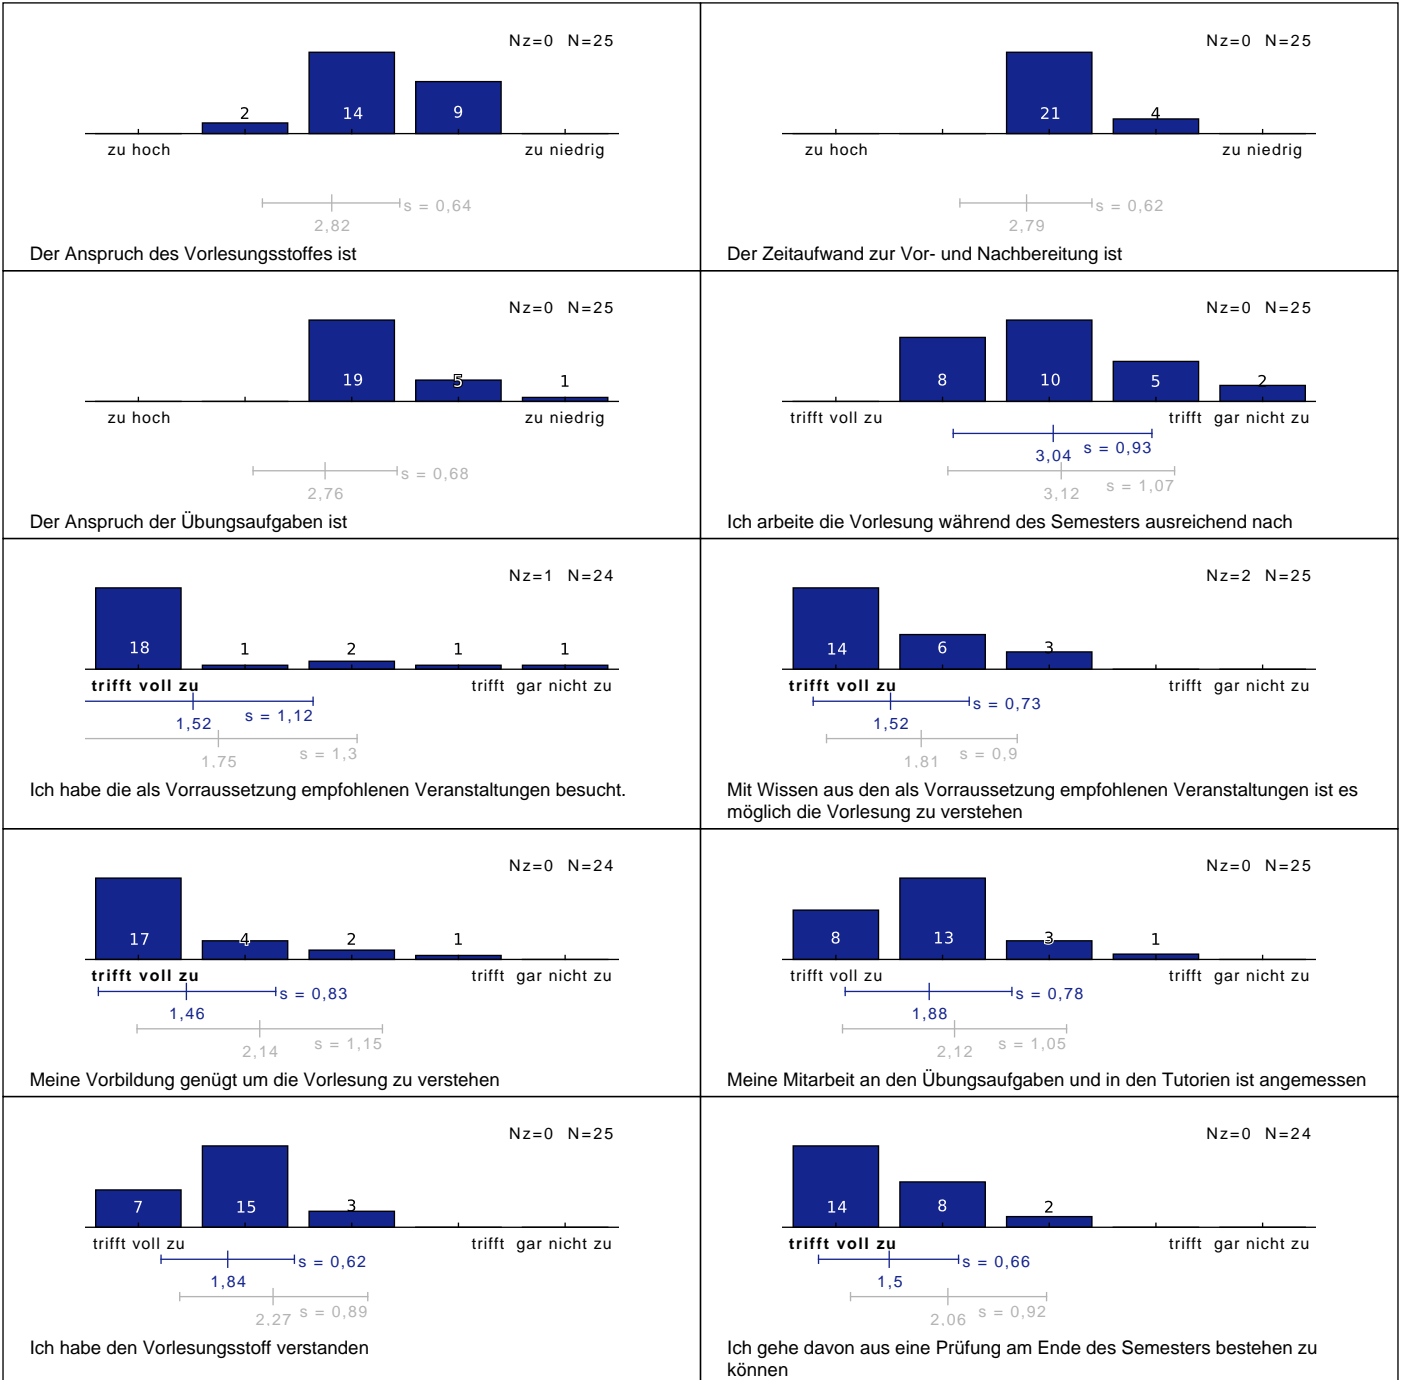 Nz=0 N=25
2 14 9
zu hoch zu niedrig
s = 0,64
2,82
Der Anspruch des Vorlesungsstoffes ist
Nz=0 N=25
21 4
zu hoch zu niedrig
s = 0,62
2,79
Der Zeitaufwand zur Vor- und Nachbereitung ist
Nz=0 N=25
19 5 1
zu hoch zu niedrig
s = 0,68
2,76
Der Anspruch der Übungsaufgaben ist
Nz=0 N=25
8 10 5 2
trifft voll zu trifft gar nicht zu
3,04 s = 0,93
3,12 s = 1,07
Ich arbeite die Vorlesung während des Semesters ausreichend nach
Nz=1 N=24
18 1 2 1 1
trifft voll zu trifft gar nicht zu
1,52 s = 1,12
1,75 s = 1,3
Ich habe die als Vorraussetzung empfohlenen Veranstaltungen besucht.
Nz=2 N=25
14 6 3
trifft voll zu trifft gar nicht zu
s = 0,73
1,52
1,81 s = 0,9
Mit Wissen aus den als Vorraussetzung empfohlenen Veranstaltungen ist es
möglich die Vorlesung zu verstehen
Nz=0 N=24
17 4 2 1
trifft voll zu trifft gar nicht zu
s = 0,83
1,46
2,14 s = 1,15
Meine Vorbildung genügt um die Vorlesung zu verstehen
Nz=0 N=25
8 13 3 1
trifft voll zu trifft gar nicht zu
s = 0,78
1,88
2,12 s = 1,05
Meine Mitarbeit an den Übungsaufgaben und in den Tutorien ist angemessen
Nz=0 N=25
7 15 3
trifft voll zu trifft gar nicht zu
s = 0,62
1,84
2,27 s = 0,89
Ich habe den Vorlesungsstoff verstanden
Nz=0 N=24
14 8 2
trifft voll zu trifft gar nicht zu
s = 0,66
1,5
2,06 s = 0,92
Ich gehe davon aus eine Prüfung am Ende des Semesters bestehen zu
können